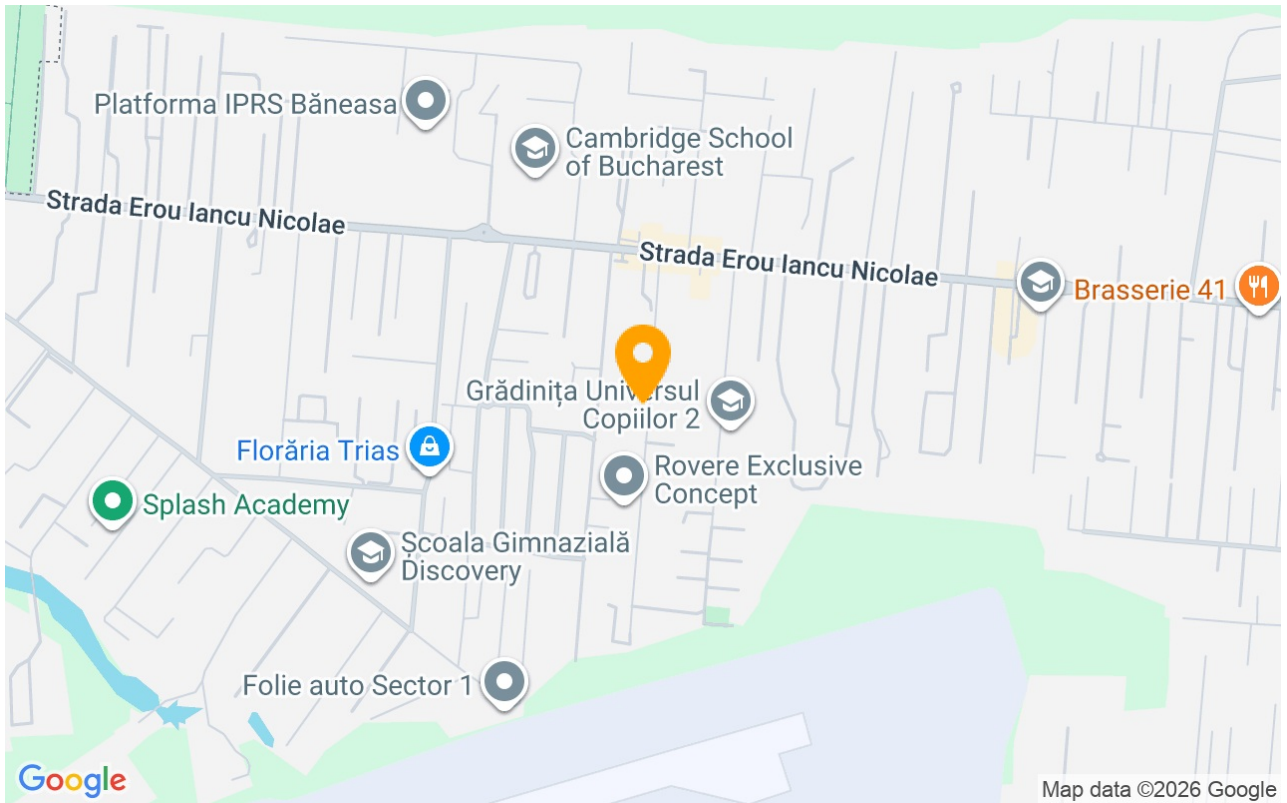 Platforma IPRS Băneasa
Cambridge School
of Bucharest
Strada Erou Iancu Nicolae
Strada Erou Iancu Nicolae
Brasserie 41
Grădinița Universul
Copiilor 2
Florăria Trias
Rovere Exclusive
Concept
Splash Academy
Școala Gimnazială
Discovery
Folie auto Sector 1
Google
Map data ©2026 Google